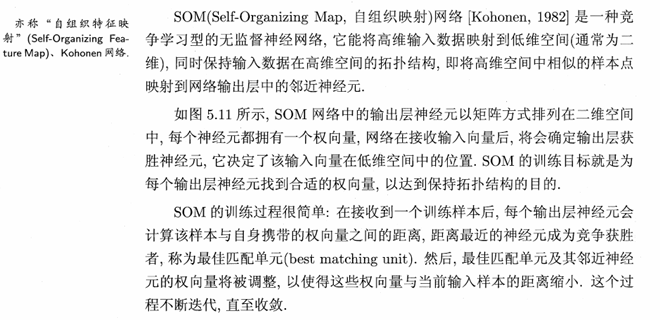 亦称 “自组织特征映
射” (Self-Organizing Fea-
ture Map)、Kohonen 网络.
SOM(Self-Organizing Map, 自组织映射)网络 [Kohonen, 1982] 是一种竞
争学习型的无监督神经网络, 它能将高维输入数据映射到低维空间(通常为二
维), 同时保持输入数据在高维空间的拓扑结构, 即将高维空间中相似的样本点
映射到网络输出层中的邻近神经元.
如图 5.11 所示, SOM 网络中的输出层神经元以矩阵方式排列在二维空间
中, 每个神经元都拥有一个权向量, 网络在接收输入向量后, 将会确定输出层获
胜神经元, 它决定了该输入向量在低维空间中的位置. SOM 的训练目标就是为
每个输出层神经元找到合适的权向量, 以达到保持拓扑结构的目的.
SOM 的训练过程很简单: 在接收到一个训练样本后, 每个输出层神经元会
计算该样本与自身携带的权向量之间的距离, 距离最近的神经元成为竞争获胜
者, 称为最佳匹配单元(best matching unit). 然后, 最佳匹配单元及其邻近神经
元的权向量将被调整, 以使得这些权向量与当前输入样本的距离缩小. 这个过
程不断迭代, 直至收敛.